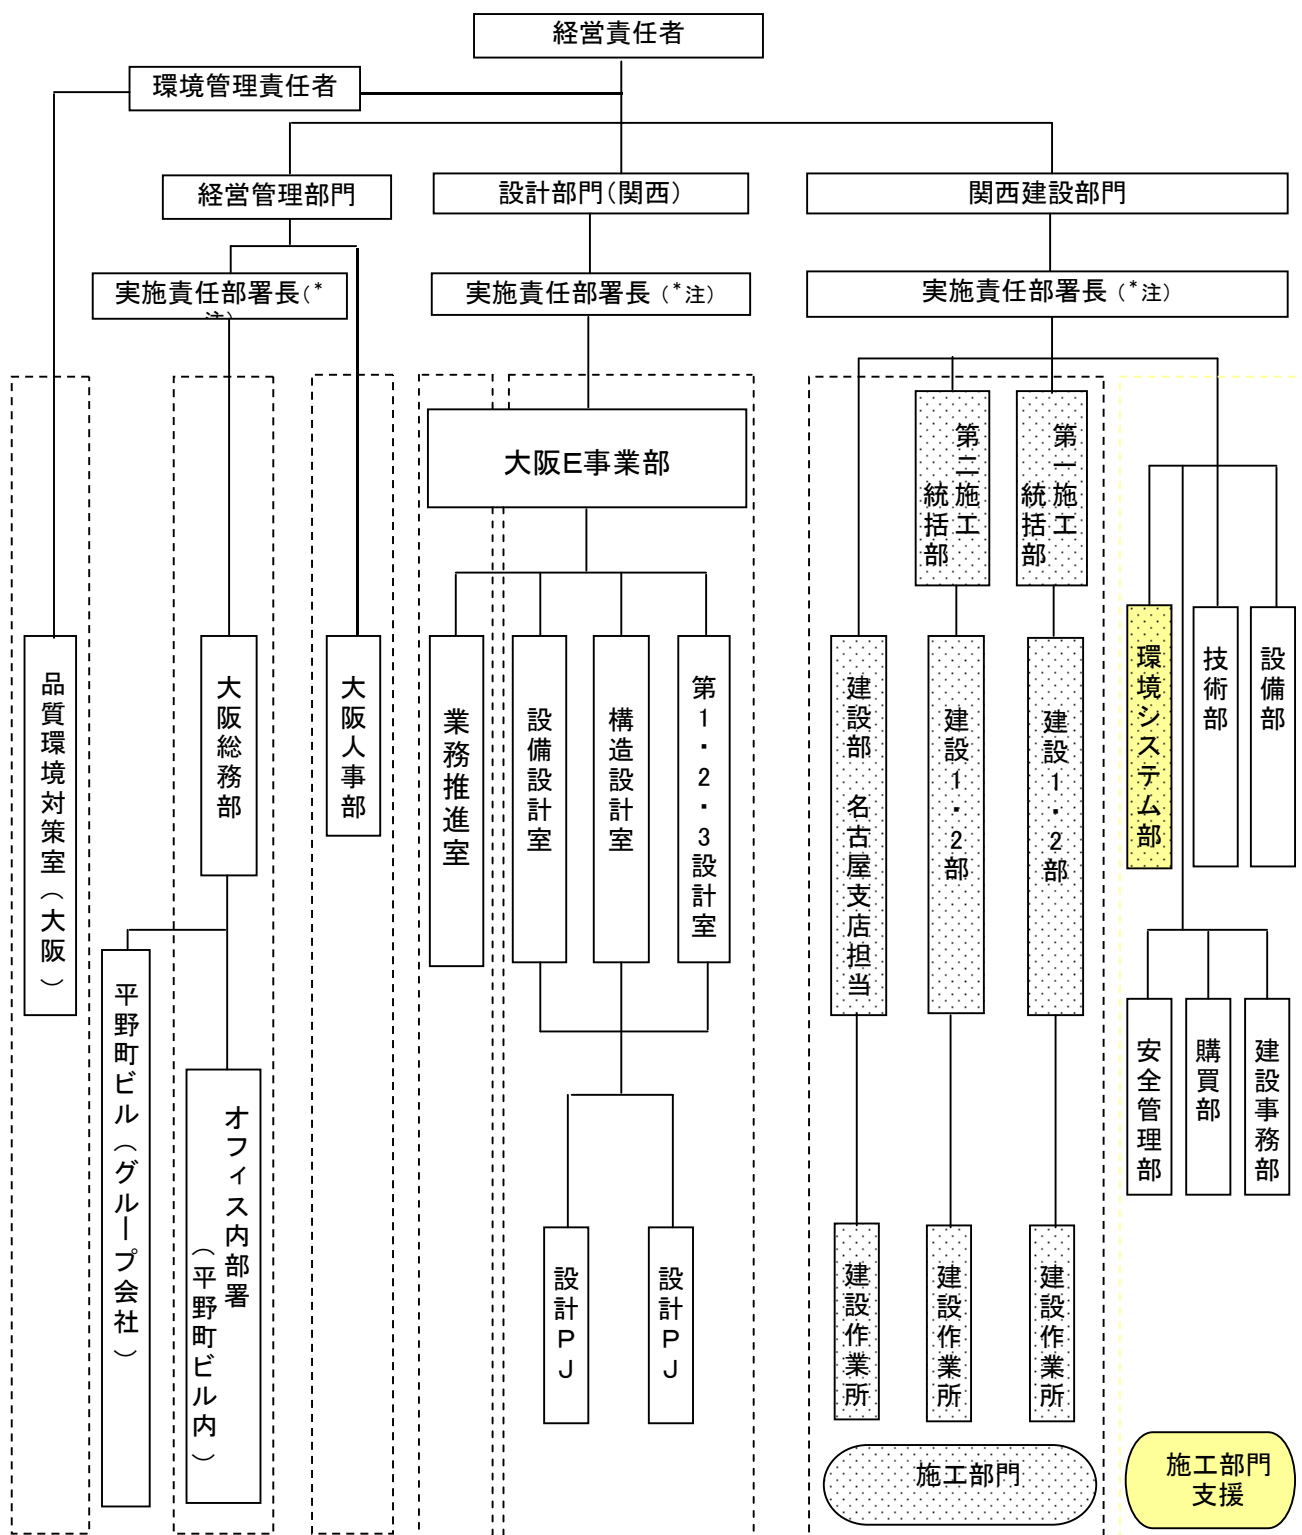 経営責任者
環境管理責任者
経営管理部門
設計部門（関西）
関西建設部門
実施責任部署長（*
注）
実施責任部署長（*注）
実施責任部署長（*注）
大阪E事業部
第二施工
統括部
第一施工
統括部
品質環境対策室（大阪）
大阪総務部
大阪人事部
業務推進室
設備設計室
構造設計室
第１・２・３設計室
建設部　名古屋支店担当
建設１・２部
建設１・２部
環境システム部
技術部
設備部
平野町ビル（グループ会社）
オフィス内部署
（平野町ビル内）
安全管理部
購買部
建設事務部
設計ＰＪ
設計ＰＪ
建設作業所
建設作業所
建設作業所
施工部門
施工部門
支援